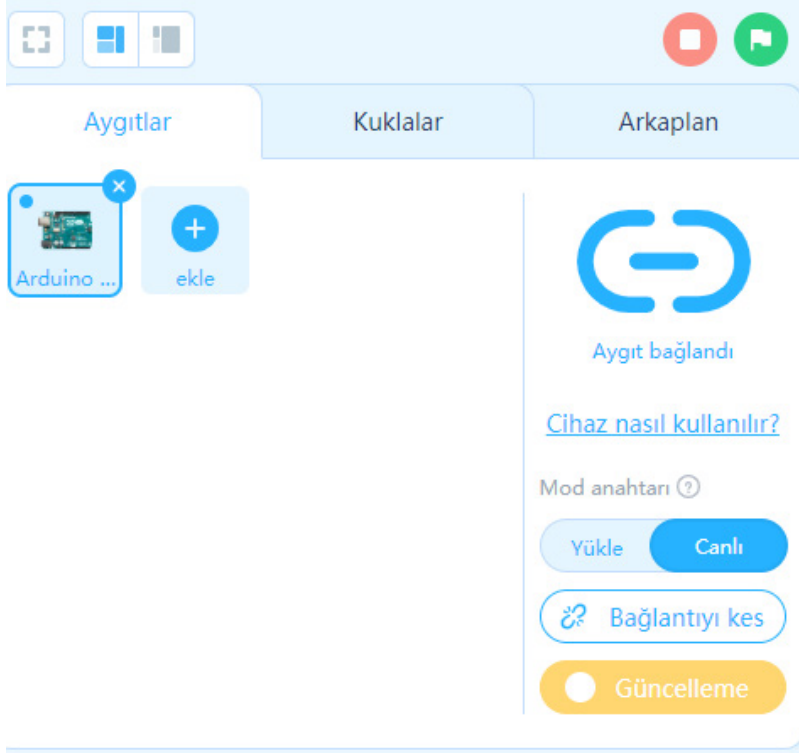 Aygıtlar
Kuklalar
Arkaplan
Arduino ...
ekle
Aygıt bağlandı
Cihaz nasıl kullanılır?
Mod anahtarı ?
Yükle
Canlı
Bağlantıyı kes
Güncelleme